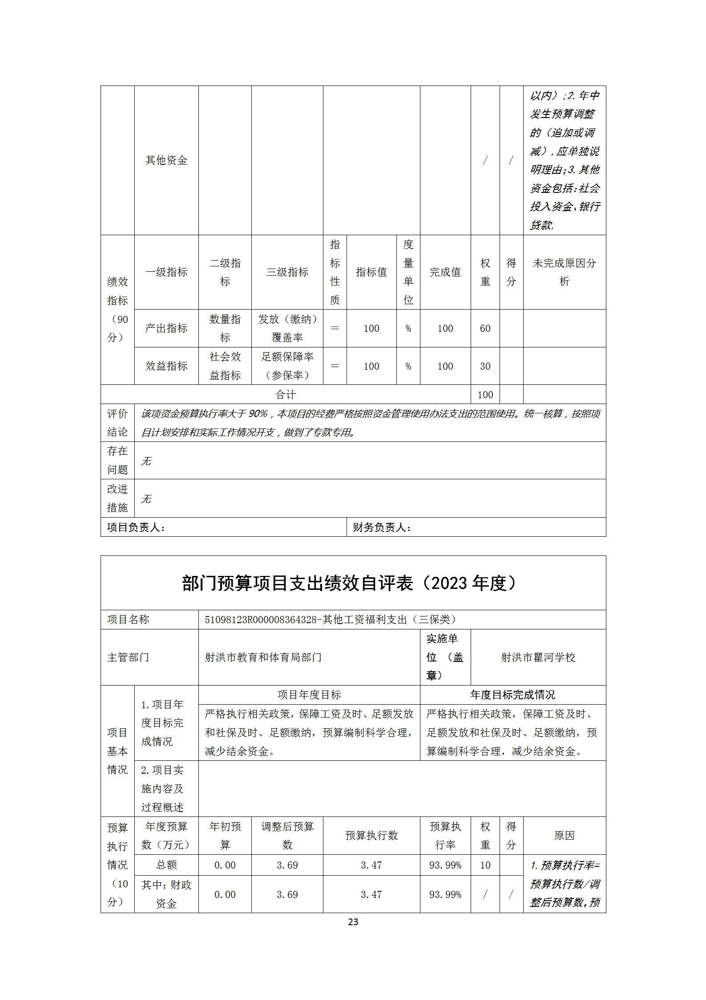 其他资金
/
/
以内）;2.年中
发生预算调整
的（追加或调
减）,应单独说
明理由;3.其他
资金包括:社会
投入资金、银行
贷款.
绩效
指标
（90
分）
一级指标
二级指
标
三级指标
指
标
性
质
指标值
度
量
单
位
完成值
权
重
得
分
未完成原因分
析
产出指标
数量指
标
发放（缴纳）
覆盖率
＝
100
%
100
60
效益指标
社会效
益指标
足额保障率
（参保率）
＝
100
%
100
30
合计
100
评价
结论
该项资金预算执行率大于90%，本项目的经费严格按照资金管理使用办法支出的范围使用。统一核算，按照项
目计划安排和实际工作情况开支，做到了专款专用。
存在
问题
无
改进
措施
无
项目负责人：
财务负责人：
部门预算项目支出绩效自评表（2023 年度）
项目名称
51098123R000008364328-其他工资福利支出（三保类）
主管部门
射洪市教育和体育局部门
实施单
位 （盖
章）
射洪市瞿河学校
项目
基本
情况
1.项目年
度目标完
成情况
项目年度目标
年度目标完成情况
严格执行相关政策，保障工资及时、足额发放
和社保及时、足额缴纳，预算编制科学合理，
减少结余资金。
严格执行相关政策，保障工资及时、
足额发放和社保及时、足额缴纳，预
算编制科学合理，减少结余资金。
2.项目实
施内容及
过程概述
预算
执行
情况
（10
分）
年度预算
数（万元）
年初预
算
调整后预算
数
预算执行数
预算执
行率
权
重
得
分
原因
总额
0.00
3.69
3.47
93.99%
10
1.预算执行率=
预算执行数/调
整后预算数,预
其中：财政
资金
0.00
3.69
3.47
93.99%
/
/
23